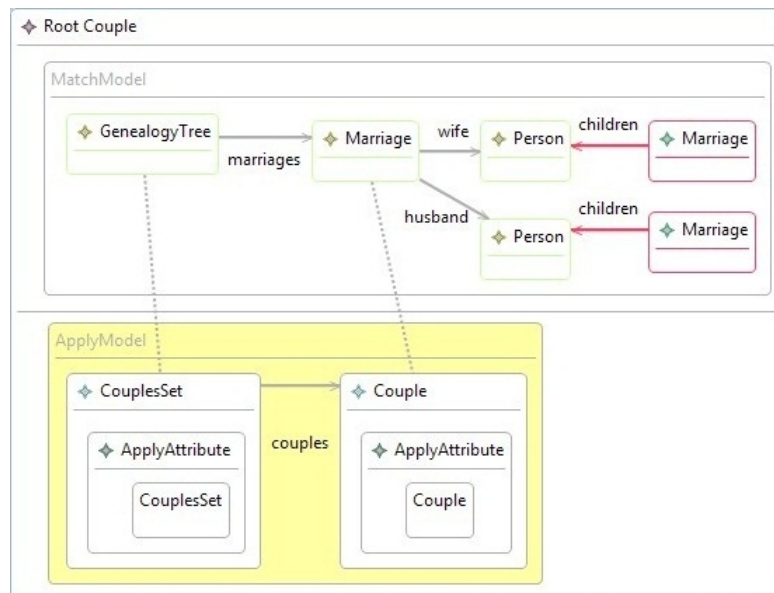 Root Couple
MatchModel
GenealogyTree
marriages
Marriage
wife
Person
children
Marriage
husband
Person
children
Marriage
ApplyModel
CouplesSet
couples
Couple
ApplyAttribute
ApplyAttribute
CouplesSet
Couple